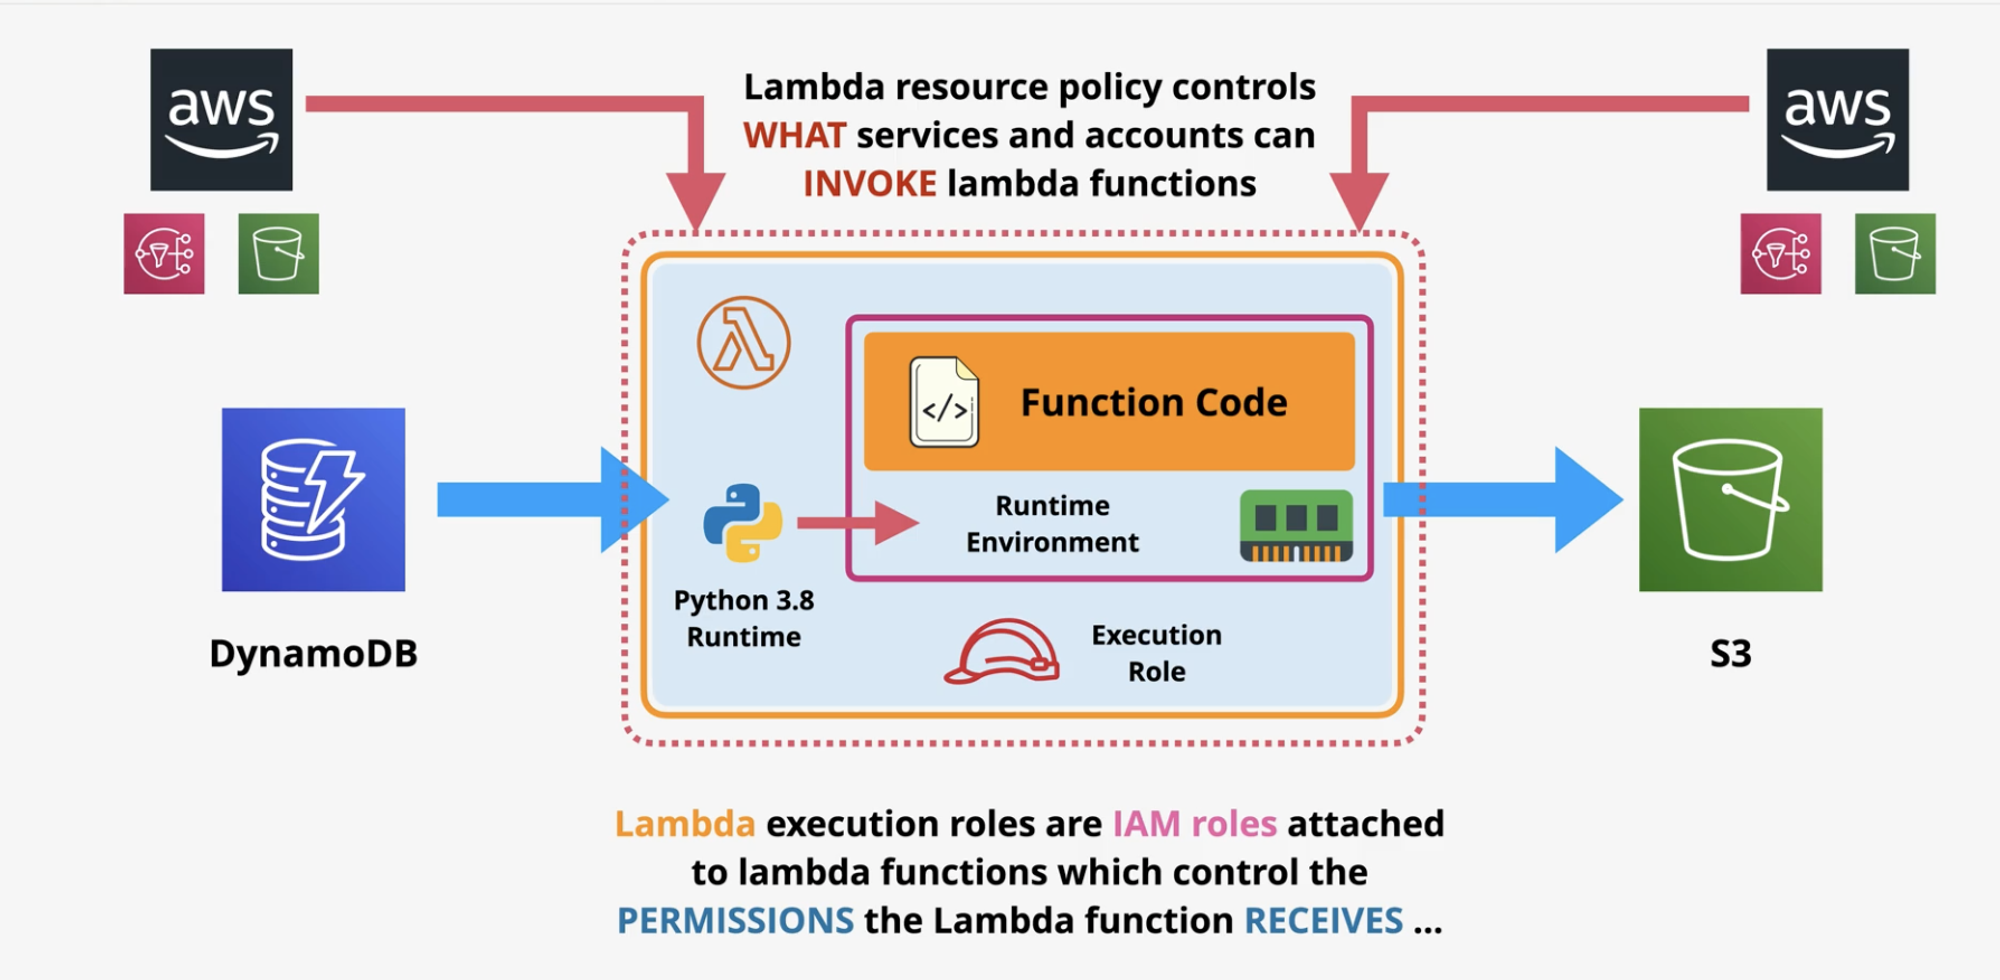 aws
Lambda resource policy controls
WHAT services and accounts can
INVOKE lambda functions
aws
Function Code
</>
Runtime
Environment
Python 3.8
Runtime
Execution
Role
DynamoDB
S3
Lambda execution roles are IAM roles attached
to lambda functions which control the
PERMISSIONS the Lambda function RECEIVES ...